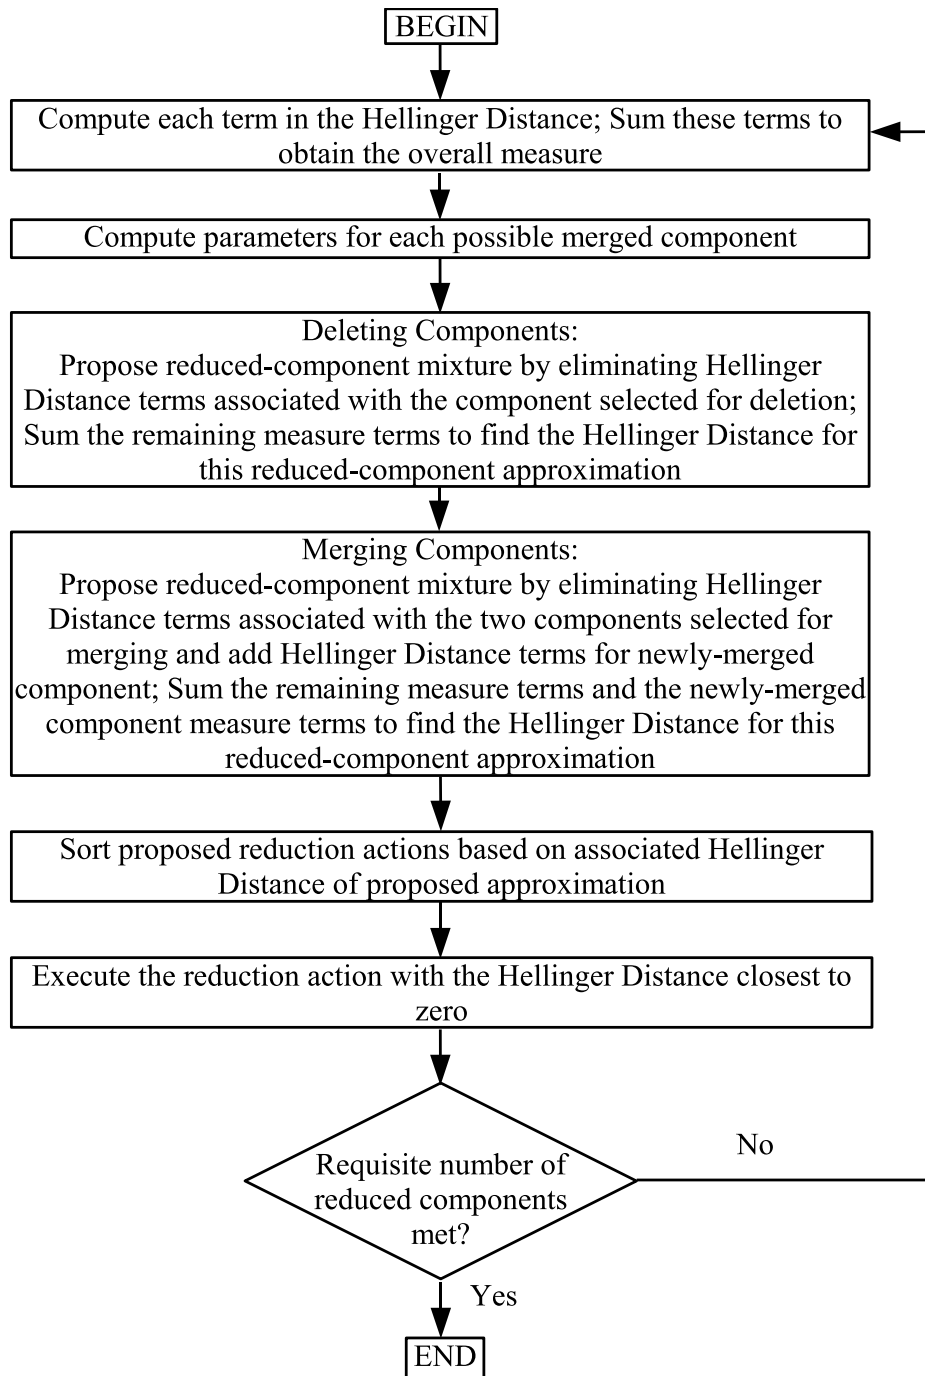 BEGIN
Compute each term in the Hellinger Distance; Sum these terms to
obtain the overall measure
Compute parameters for each possible merged component
Deleting Components:
Propose reduced-component mixture by eliminating Hellinger
Distance terms associated with the component selected for deletion;
Sum the remaining measure terms to find the Hellinger Distance for
this reduced-component approximation
Merging Components:
Propose reduced-component mixture by eliminating Hellinger
Distance terms associated with the two components selected for
merging and add Hellinger Distance terms for newly-merged
component; Sum the remaining measure terms and the newly-merged
component measure terms to find the Hellinger Distance for this
reduced-component approximation
Sort proposed reduction actions based on associated Hellinger
Distance of proposed approximation
Execute the reduction action with the Hellinger Distance closest to
zero
Requisite number of
reduced components
met?
No
Yes
END